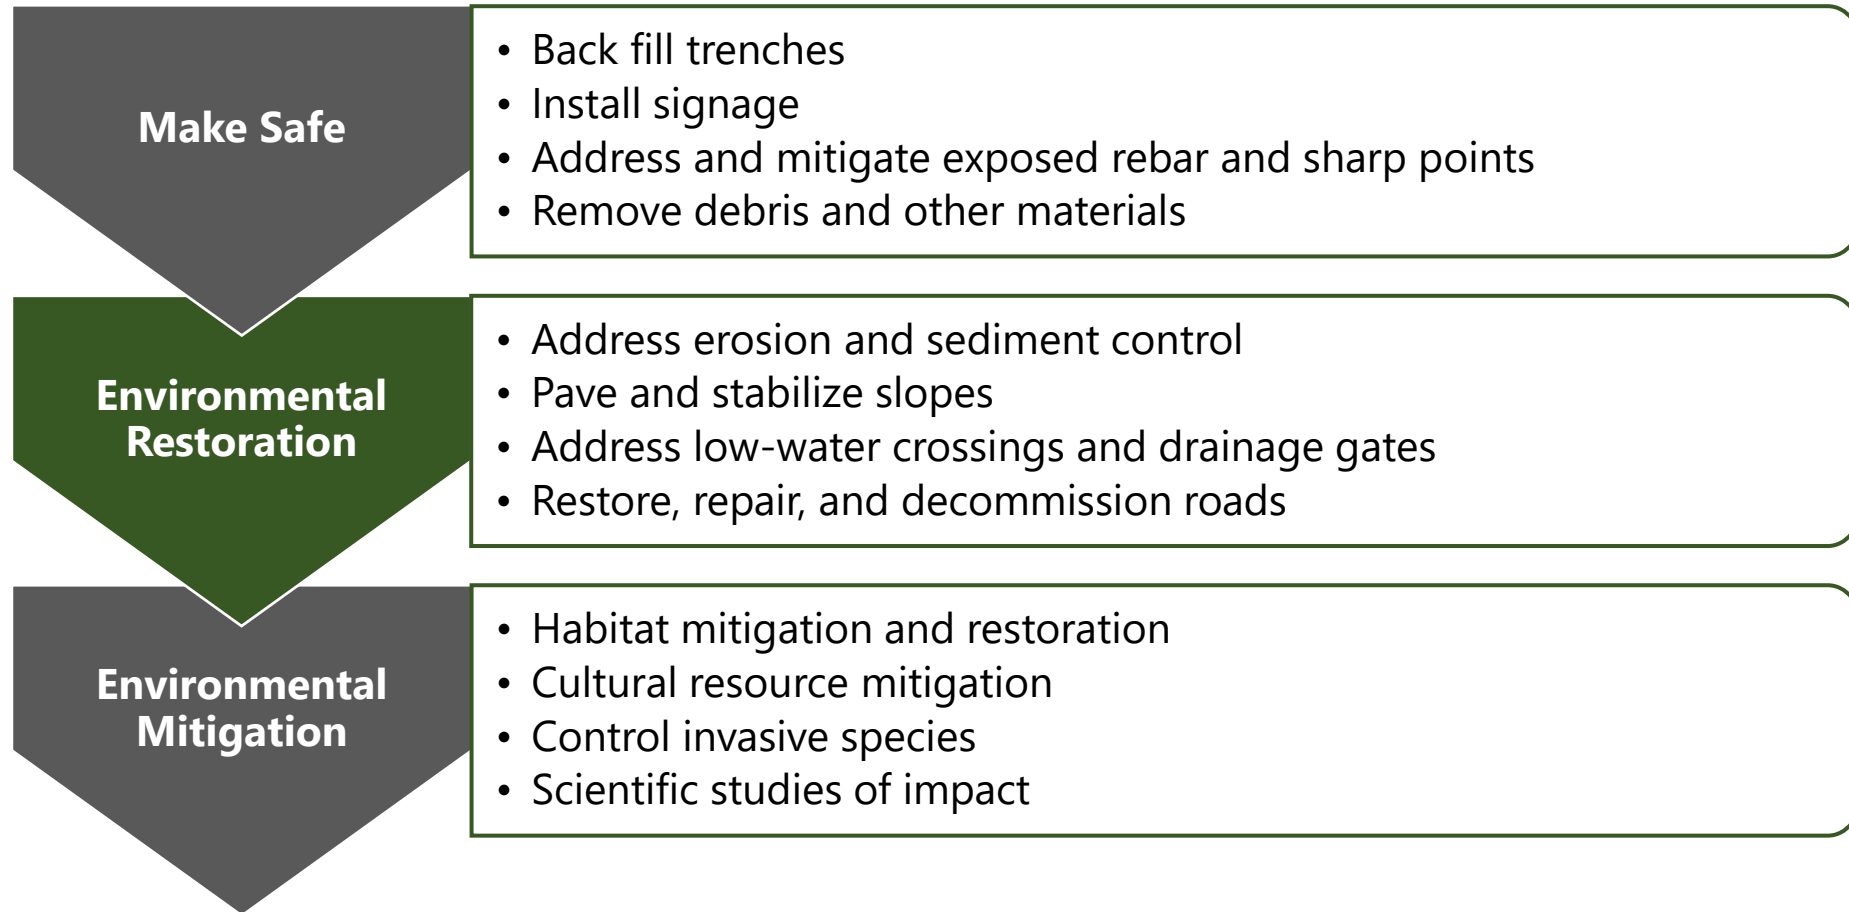 Make Safe
• Back fill trenches
• Install signage
• Address and mitigate exposed rebar and sharp points
• Remove debris and other materials
Environmental
Restoration
• Address erosion and sediment control
• Pave and stabilize slopes
• Address low-water crossings and drainage gates
• Restore, repair, and decommission roads
Environmental
Mitigation
• Habitat mitigation and restoration
• Cultural resource mitigation
• Control invasive species
• Scientific studies of impact